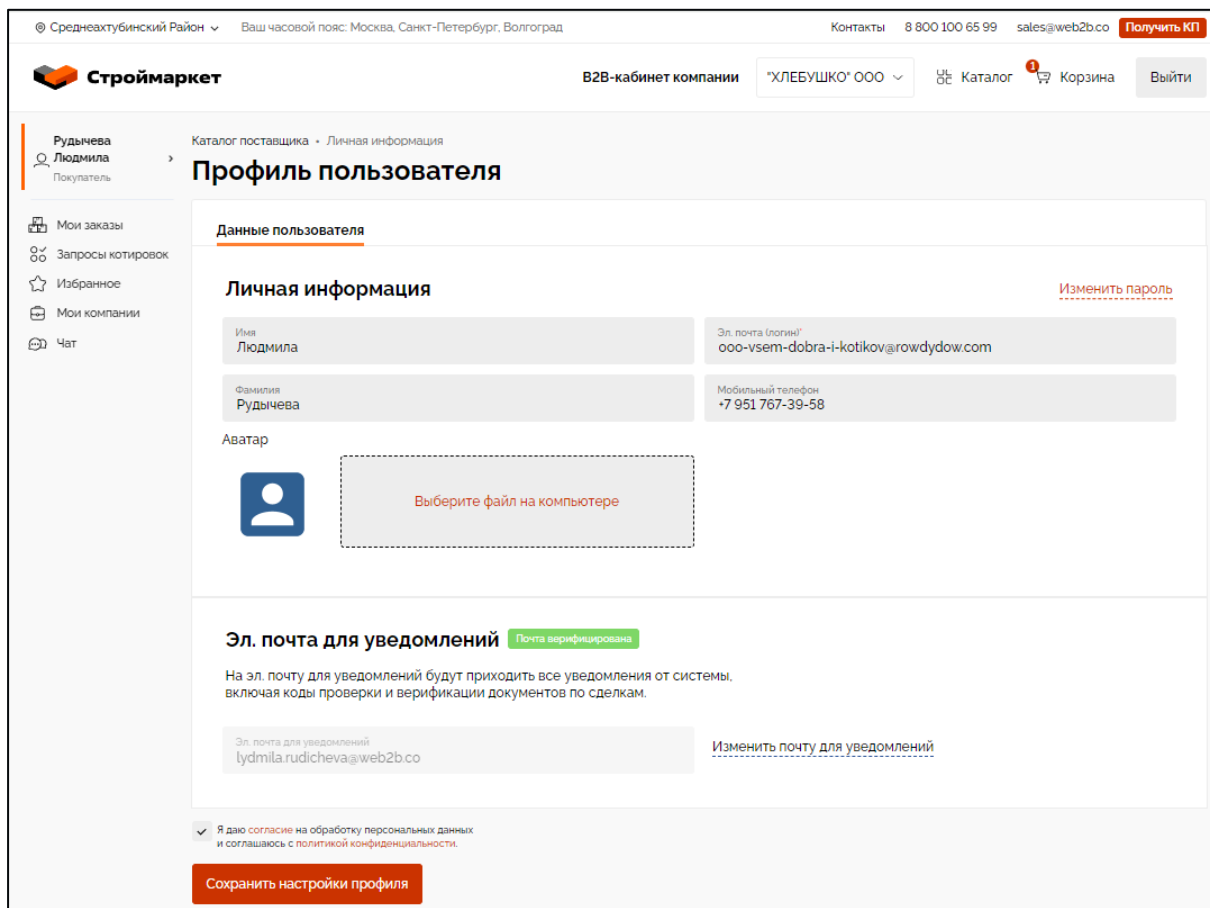 Среднеахтубинский Район
Ваш часовой пояс: Москва, Санкт-Петербург, Волгоград
Контакты
8 800 100 65 99
sales@web2b.co
Получить КП
Строймаркет
B2B-кабинет компании
"ХЛЕБУШКО" ООО
Каталог
1
Корзина
Выйти
Рудычева
Людмила
Покупатель
Мои заказы
Запросы котировок
Избранное
Мои компании
Чат
Каталог поставщика • Личная информация
Профиль пользователя
Данные пользователя
Личная информация
Изменить пароль
Имя
Людмила
Эл. почта (логин)*
ooo-vsem-dobra-i-kotikov@rowdydow.com
Фамилия
Рудычева
Мобильный телефон
+7 951 767-39-58
Аватар
Выберите файл на компьютере
Эл. почта для уведомлений
Почта верифицирована
На эл. почту для уведомлений будут приходить все уведомления от системы,
включая коды проверки и верификации документов по сделкам.
Эл. почта для уведомлений
lydmila.rudicheva@web2b.co
Изменить почту для уведомлений
Я даю согласие на обработку персональных данных
и соглашаюсь с политикой конфиденциальности.
Сохранить настройки профиля